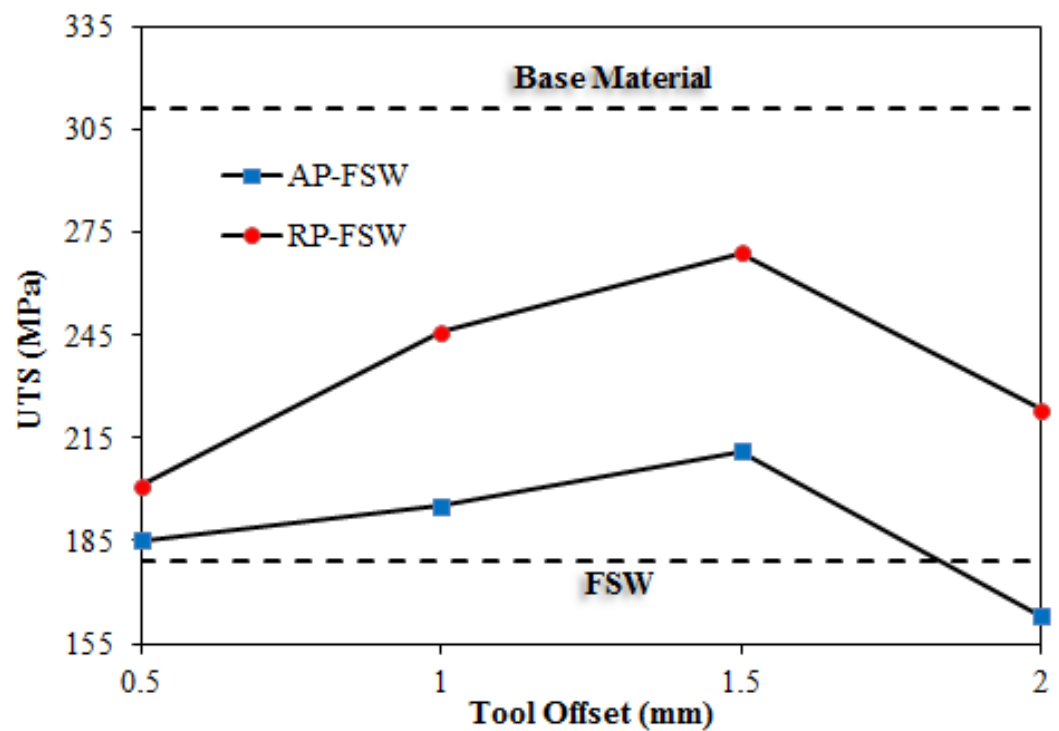 335
Base Material
305
AP-FSW
275
RP-FSW
245
UTS (MPa)
215
185
FSW
155
0.5 1 1.5 2
Tool Offset (mm)